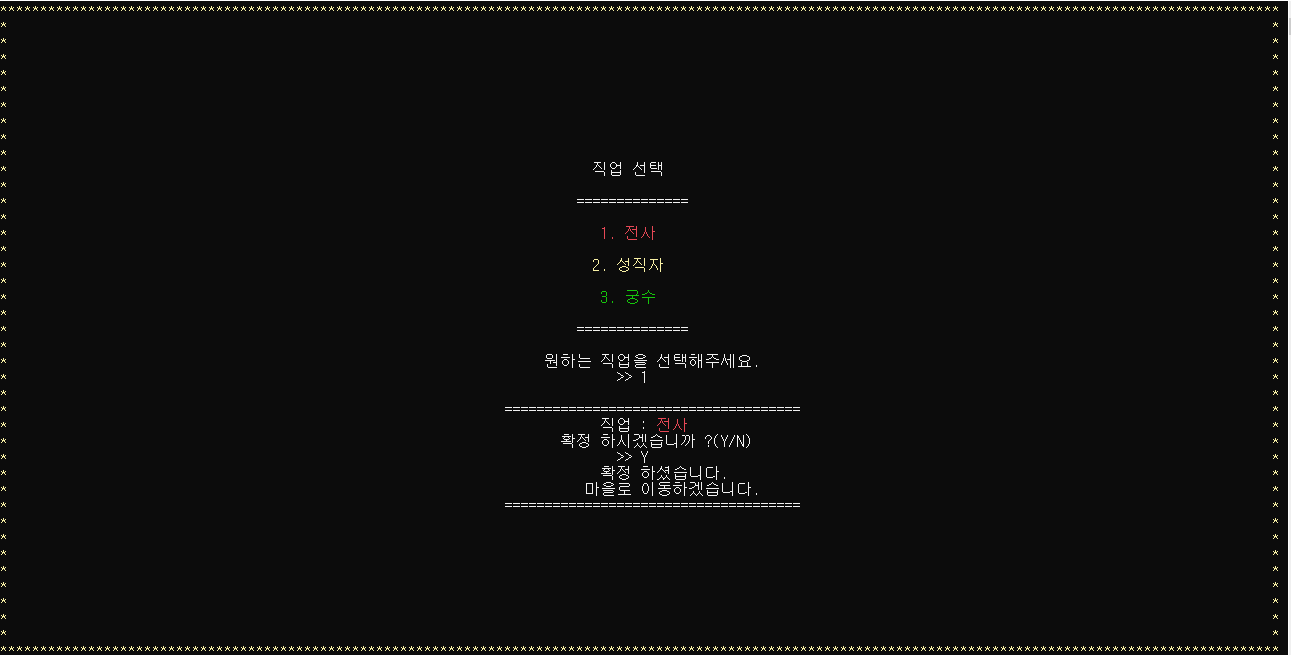 직업 선택
==============
1. 전사
2. 성직자
3. 궁수
==============
원하는 직업을 선택해주세요.
>> 1
=====================================
직업 : 전사
확정 하시겠습니까 ?(Y/N)
>> Y
확정 하셨습니다.
마을로 이동하겠습니다.
=====================================